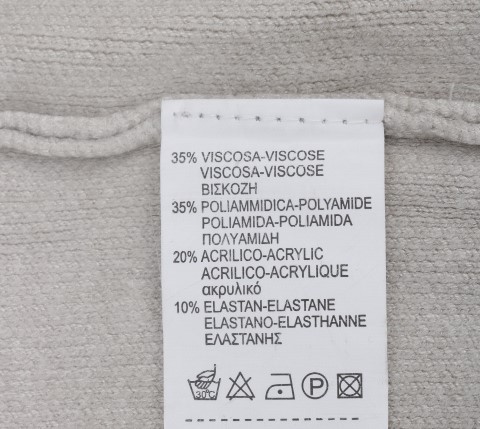 35% VISCOSA-VISCOSE
VISCOSA-VISCOSE
ΒΙΣΚΟΖΗ
35% POLIAMMIDICA-POLYAMIDE
POLIAMIDA-POLIAMIDA
ΠΟΛΥΑΜΙΔΗ
20% ACRILICO-ACRYLIC
ACRILICO-ACRYLIQUE
ακρυλικό
10% ELASTAN-ELASTANE
ELASTANO-ELASTHANNE
ΕΛΑΣΤΑΝΗΣ
30°C
P